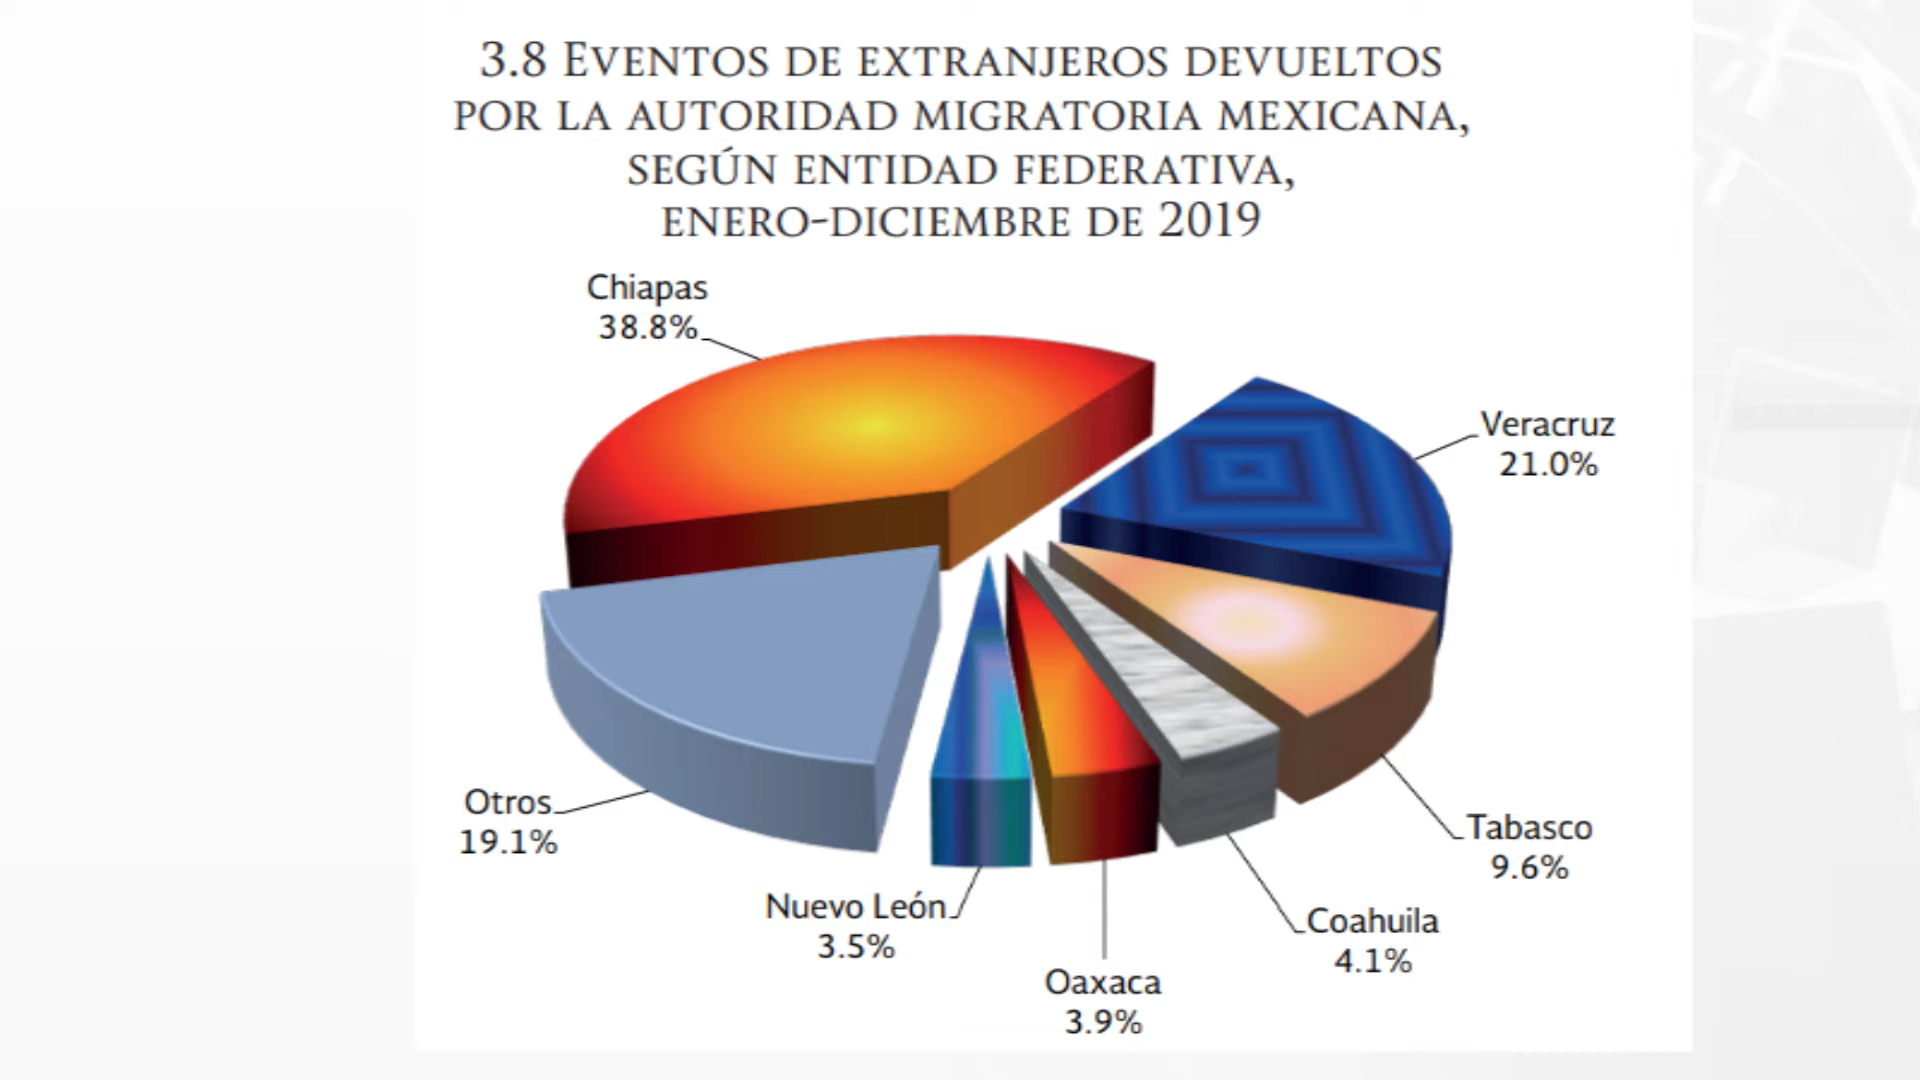 3.8 EVENTOS DE EXTRANJEROS DEVUELTOS
POR LA AUTORIDAD MIGRATORIA MEXICANA,
SEGÚN ENTIDAD FEDERATIVA,
ENERO-DICIEMBRE DE 2019
Chiapas
38.8%
Veracruz
21.0%
Tabasco
9.6%
Coahuila
4.1%
Oaxaca
3.9%
Nuevo León
3.5%
Otros
19.1%